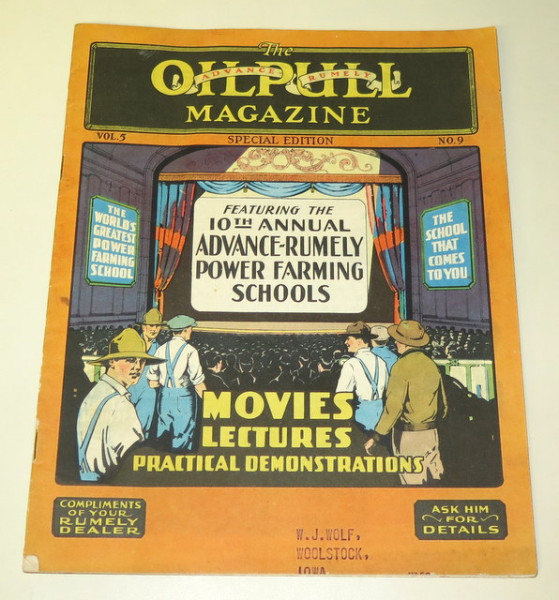 The
OILPULL
ADVANCE RUMELY
MAGAZINE
VOL.5 SPECIAL EDITION NO.9
FEATURING THE
10TH ANNUAL
ADVANCE-RUMELY
POWER FARMING
SCHOOLS
THE
WORLD'S
GREATEST
POWER
FARMING
SCHOOL
THE
SCHOOL
THAT
COMES
TO YOU
MOVIES
LECTURES
PRACTICAL DEMONSTRATIONS
COMPLIMENTS
OF YOUR
RUMELY
DEALER
ASK HIM
FOR
DETAILS
W.J.WOLF,
WOOLSTOCK,
IOWA